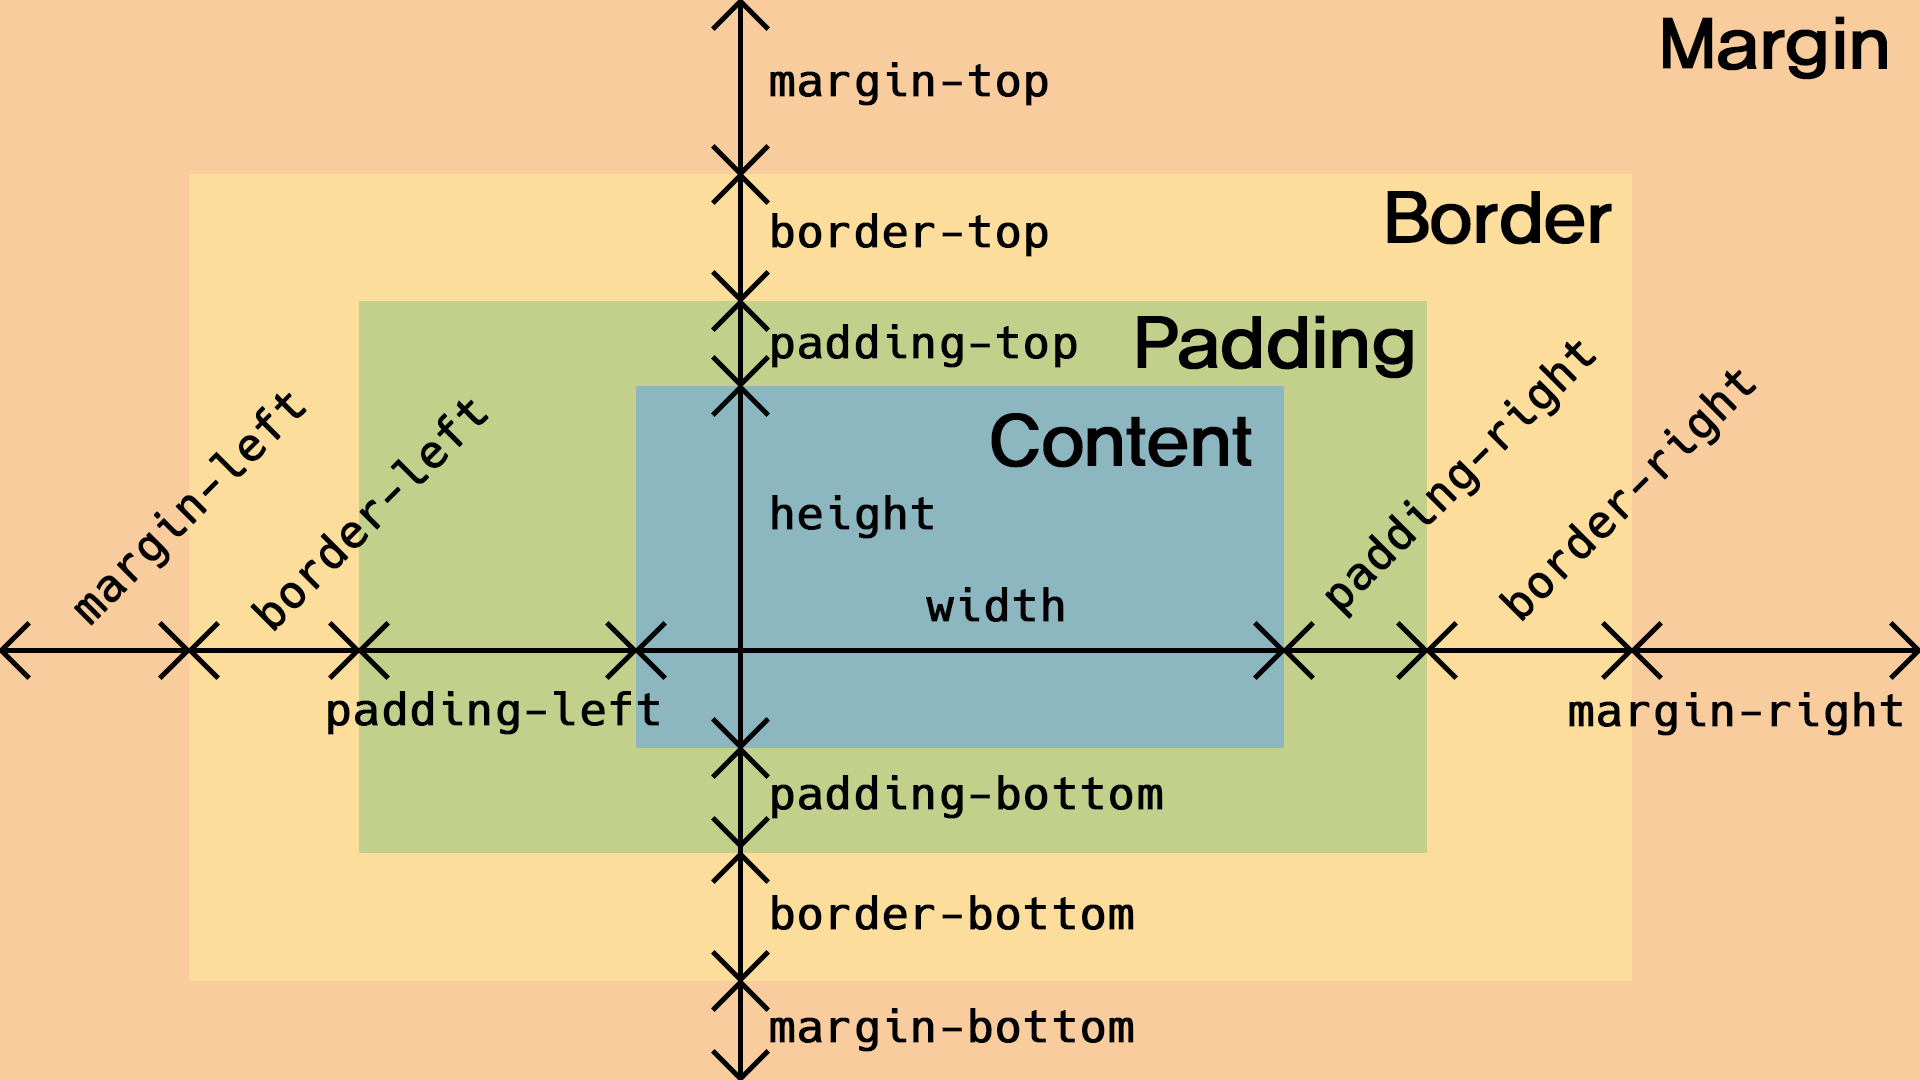 Margin
margin-top
Border
border-top
Padding
padding-top
Content
height
width
margin-left
border-left
padding-left
padding-right
border-right
margin-right
padding-bottom
border-bottom
margin-bottom